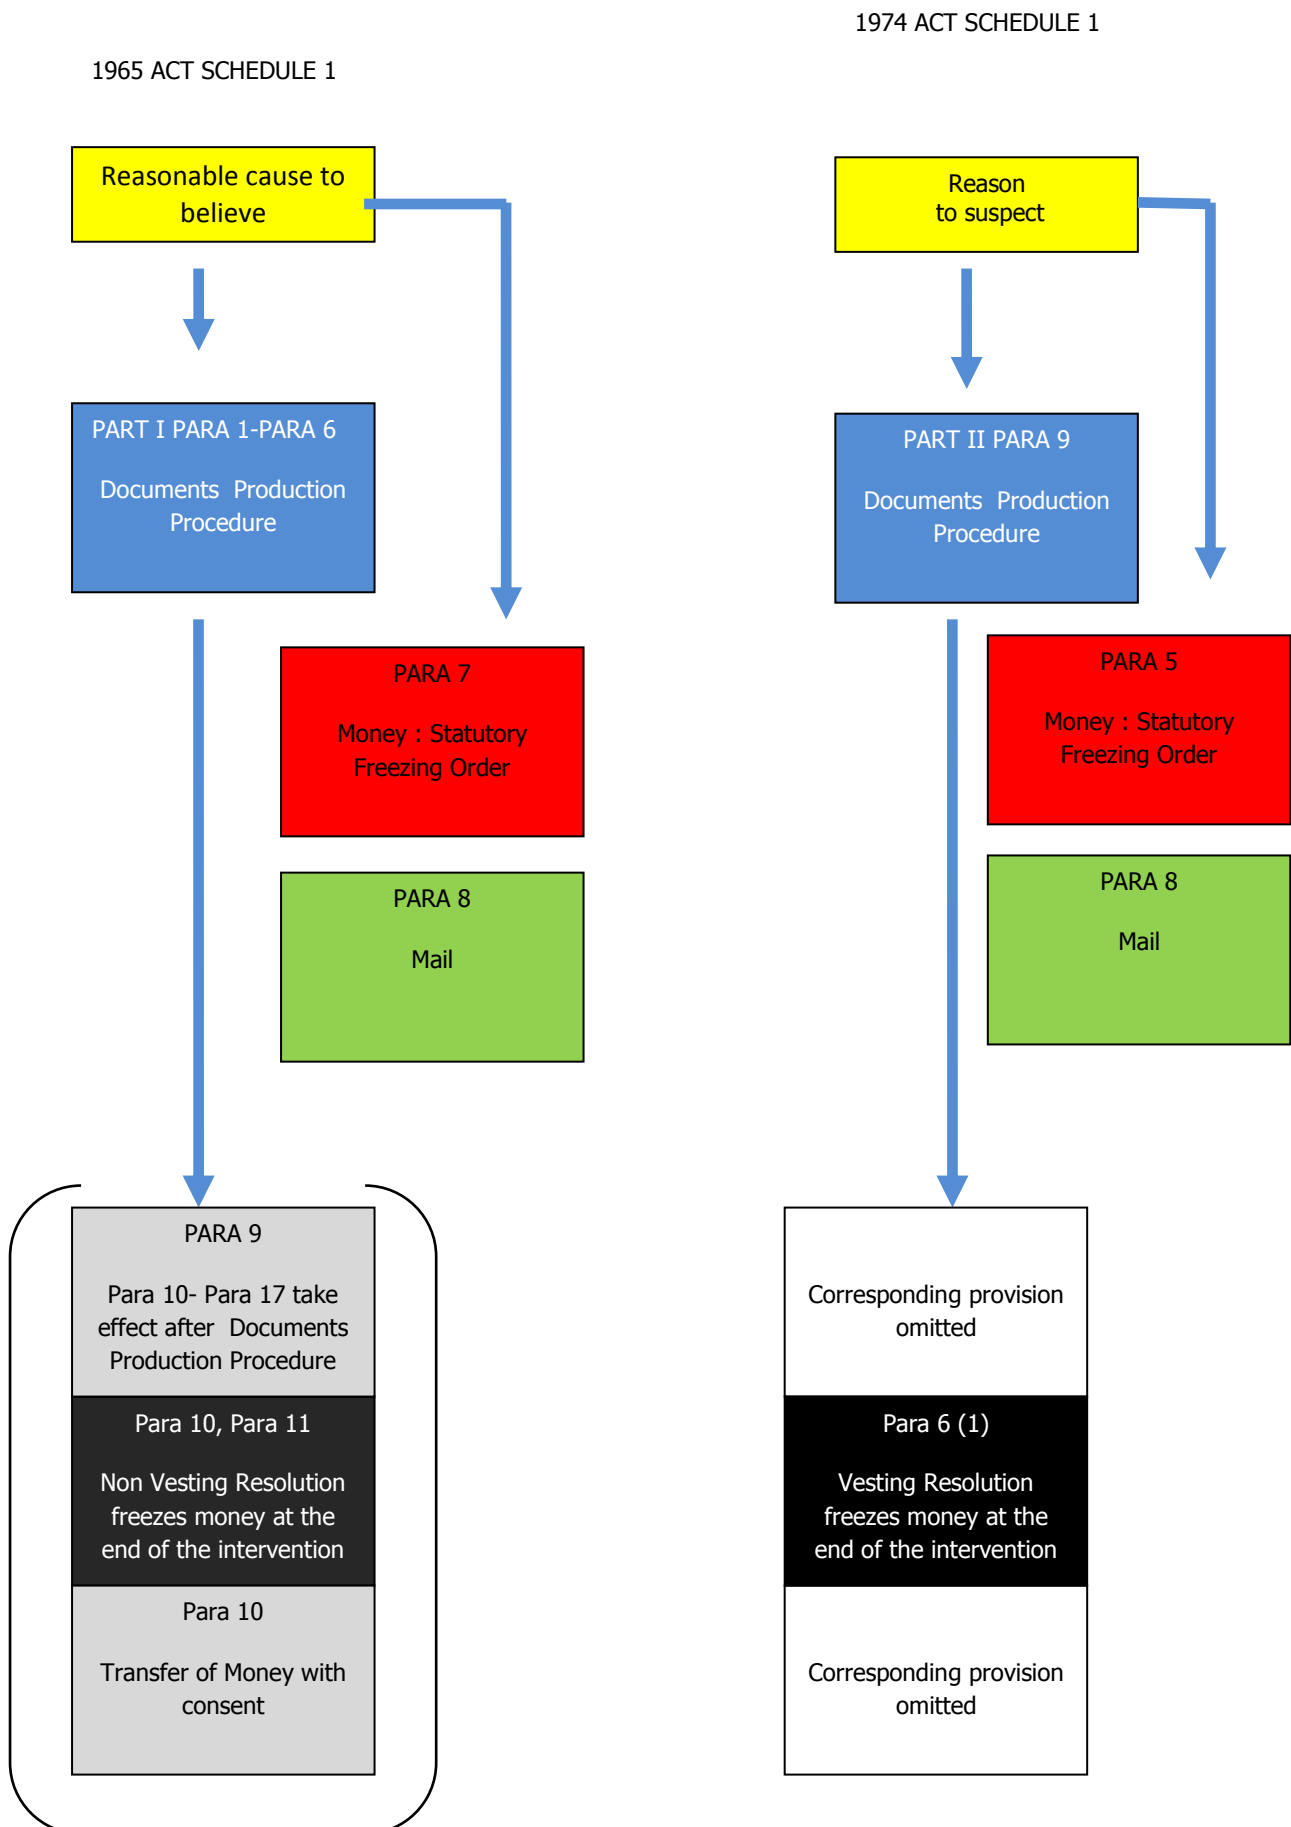 1974 ACT SCHEDULE 1
1965 ACT SCHEDULE 1
Reasonable cause to
believe
Reason
to suspect
PART I PARA 1-PARA 6
Documents  Production
Procedure
PART II PARA 9
Documents  Production
Procedure
PARA 7
Money : Statutory
Freezing Order
PARA 5
Money : Statutory
Freezing Order
PARA 8
Mail
PARA 8
Mail
PARA 9
Para 10- Para 17 take
effect after  Documents
Production Procedure
Corresponding provision
omitted
Para 10, Para 11
Non Vesting Resolution
freezes money at the
end of the intervention
Para 6 (1)
Vesting Resolution
freezes money at the
end of the intervention
Para 10
Transfer of Money with
consent
Corresponding provision
omitted